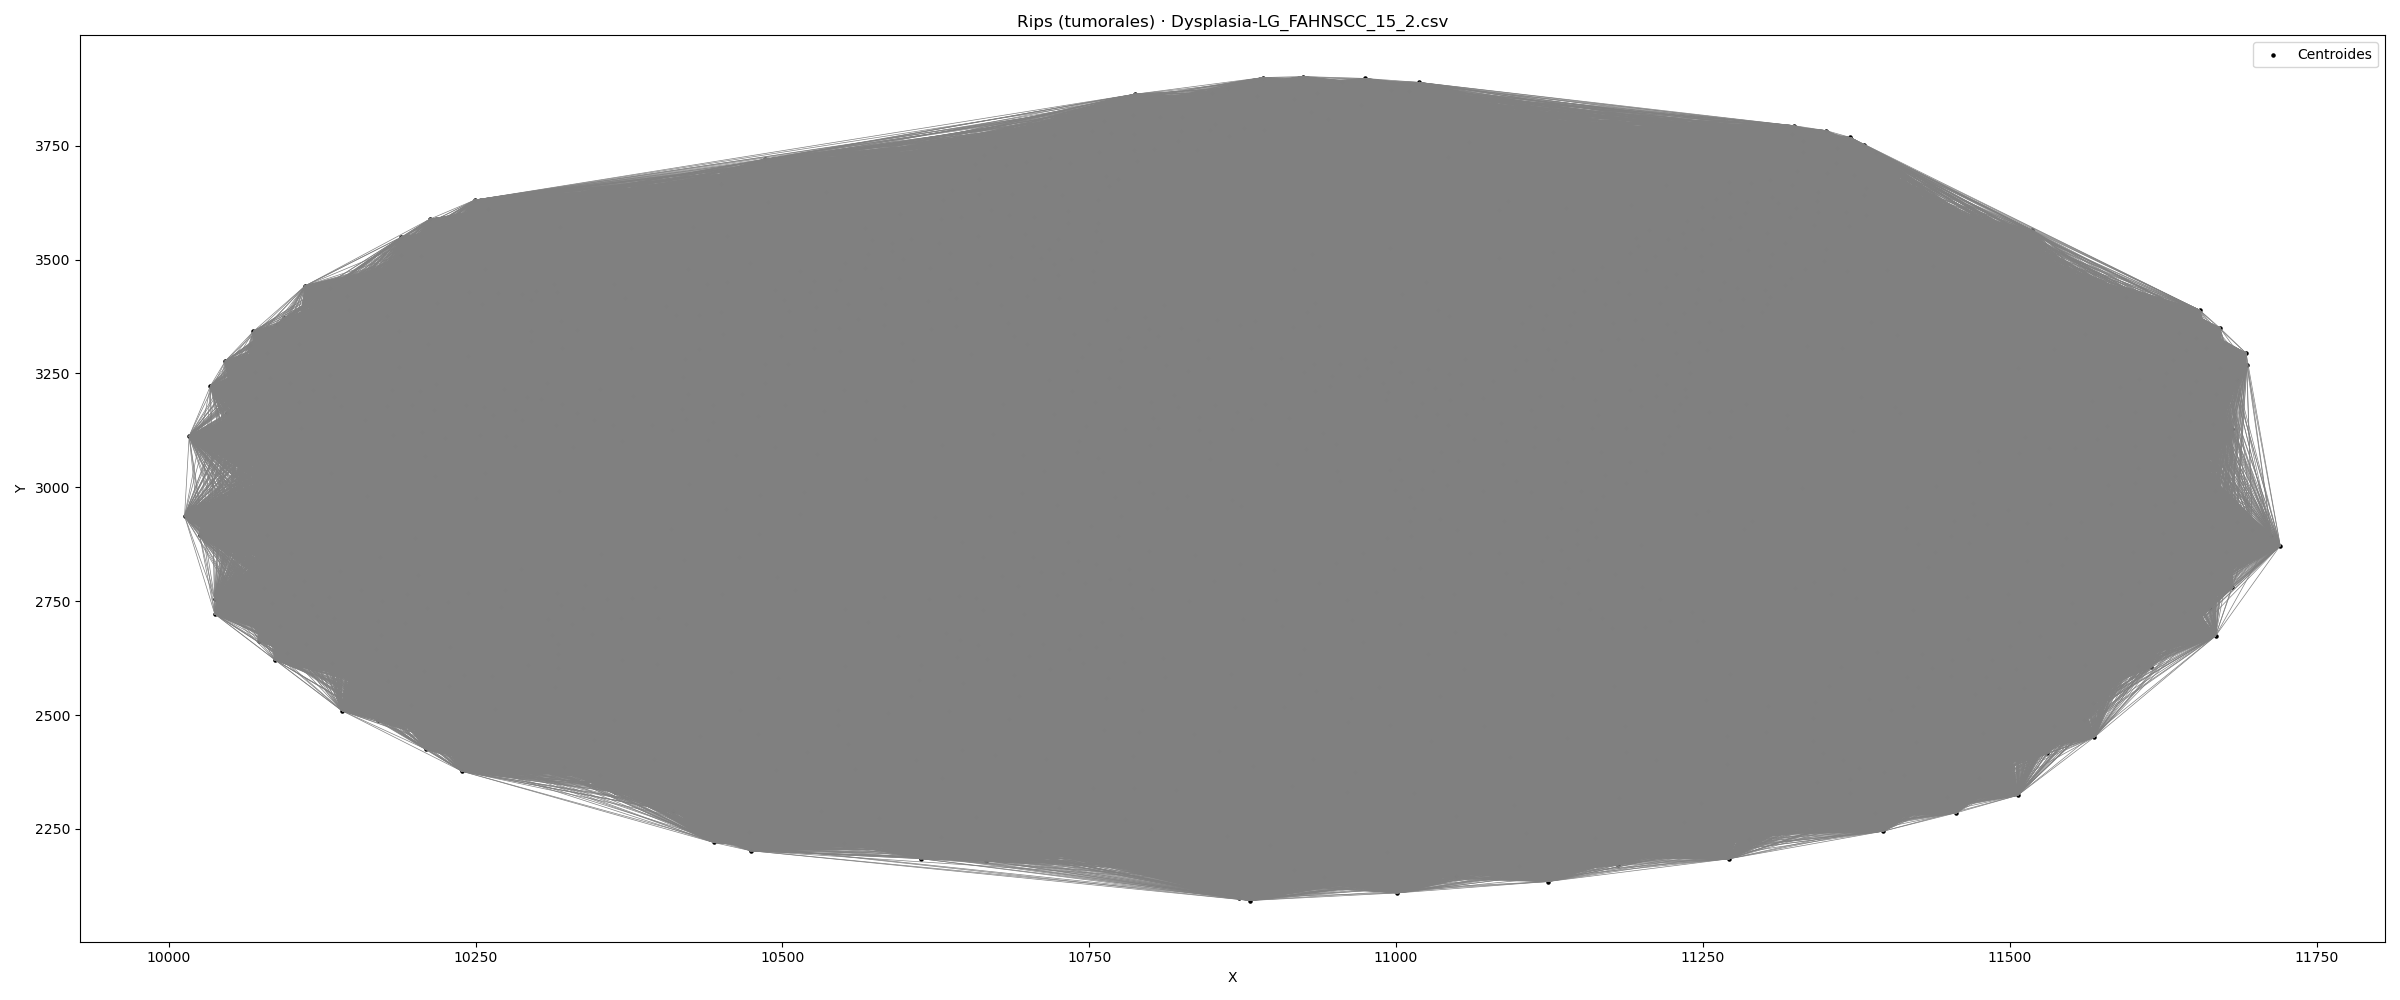 Rips (tumorales) · Dysplasia-LG_FAHNSCC_15_2.csv
Centroides
3750
3500
3250
3000
2750
2500
2250
Y
10000 10250 10500 10750 11000 11250 11500 11750
X